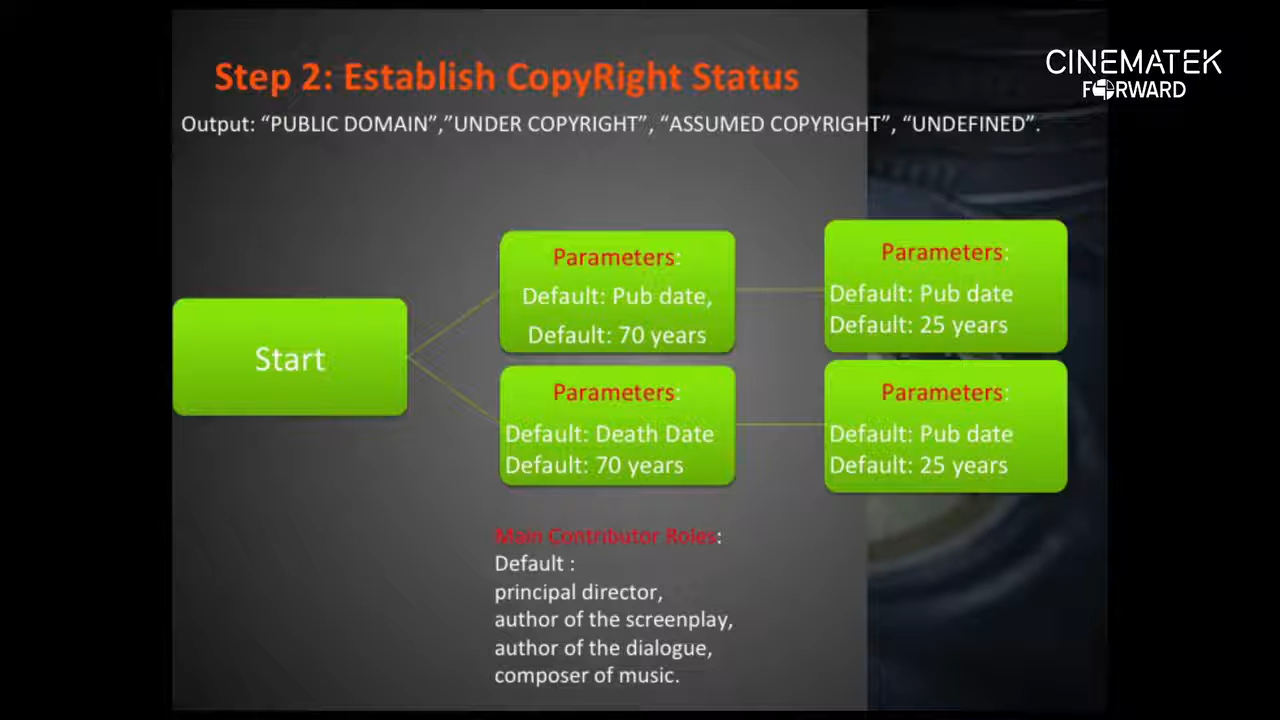 CINEMATEK
FORWARD
Step 2: Establish CopyRight Status
Output: “PUBLIC DOMAIN”,”UNDER COPYRIGHT”, “ASSUMED COPYRIGHT”, “UNDEFINED”.
Start
Parameters:
Default: Pub date,
Default: 70 years
Parameters:
Default: Pub date
Default: 25 years
Parameters:
Default: Death Date
Default: 70 years
Parameters:
Default: Pub date
Default: 25 years
Main Contributor Roles:
Default :
principal director,
author of the screenplay,
author of the dialogue,
composer of music.